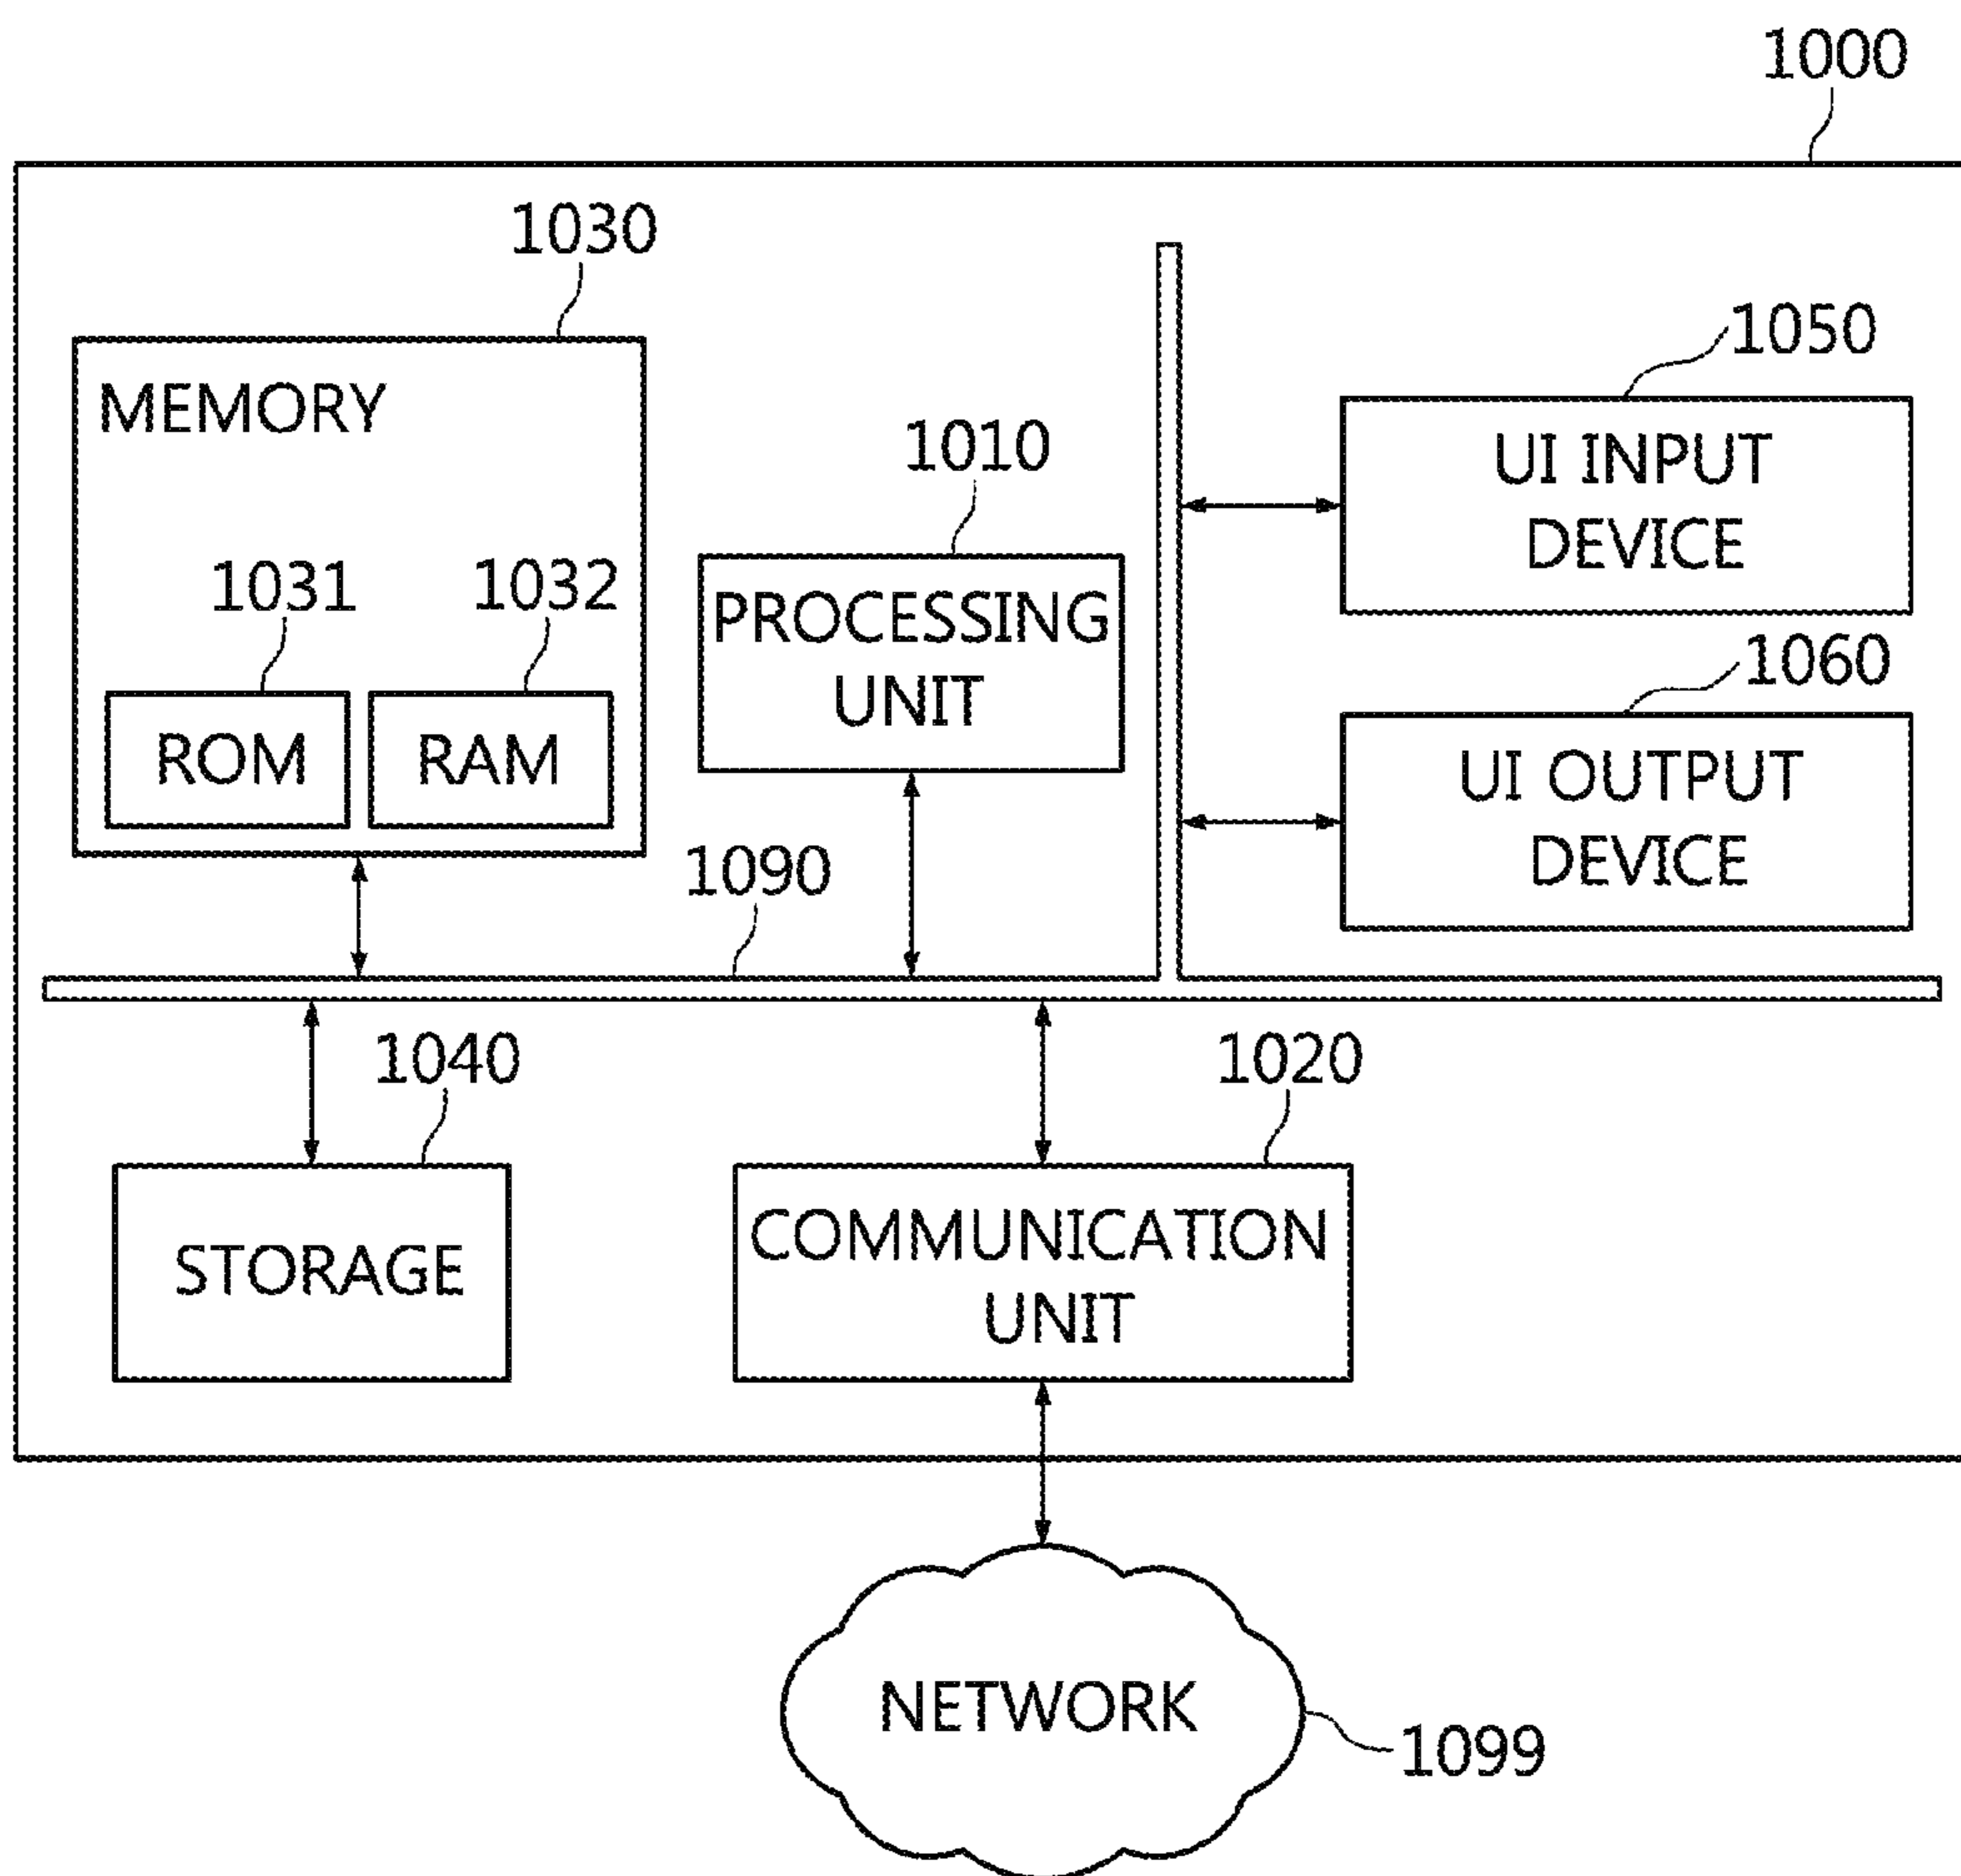 1000
1030
MEMORY
1050
UI INPUT
DEVICE
1010
PROCESSING
UNIT
1031
1032
ROM
RAM
1060
UI OUTPUT
DEVICE
1090
1040
STORAGE
1020
COMMUNICATION
UNIT
NETWORK
1099